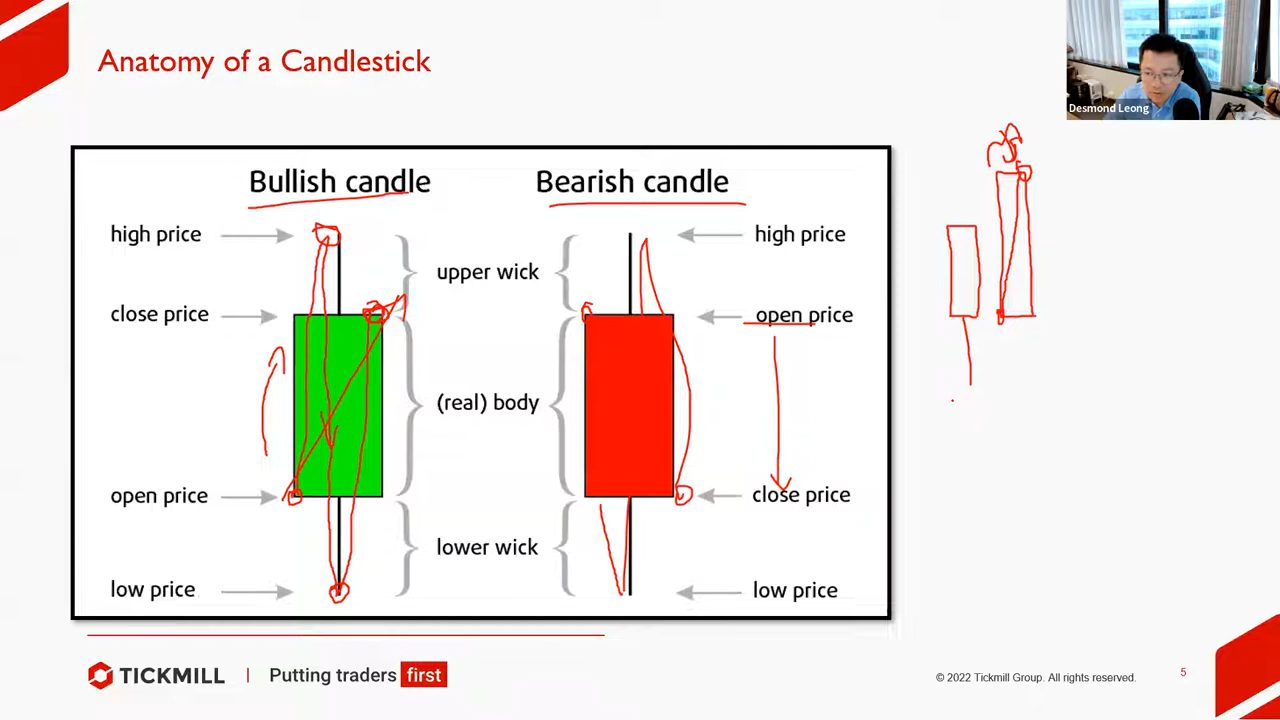 Anatomy of a Candlestick
Desmond Leong
Bullish candle
Bearish candle
high price
upper wick
high price
close price
open price
(real) body
open price
close price
lower wick
low price
low price
TICKMILL | Putting traders first
© 2022 Tickmill Group. All rights reserved.
5